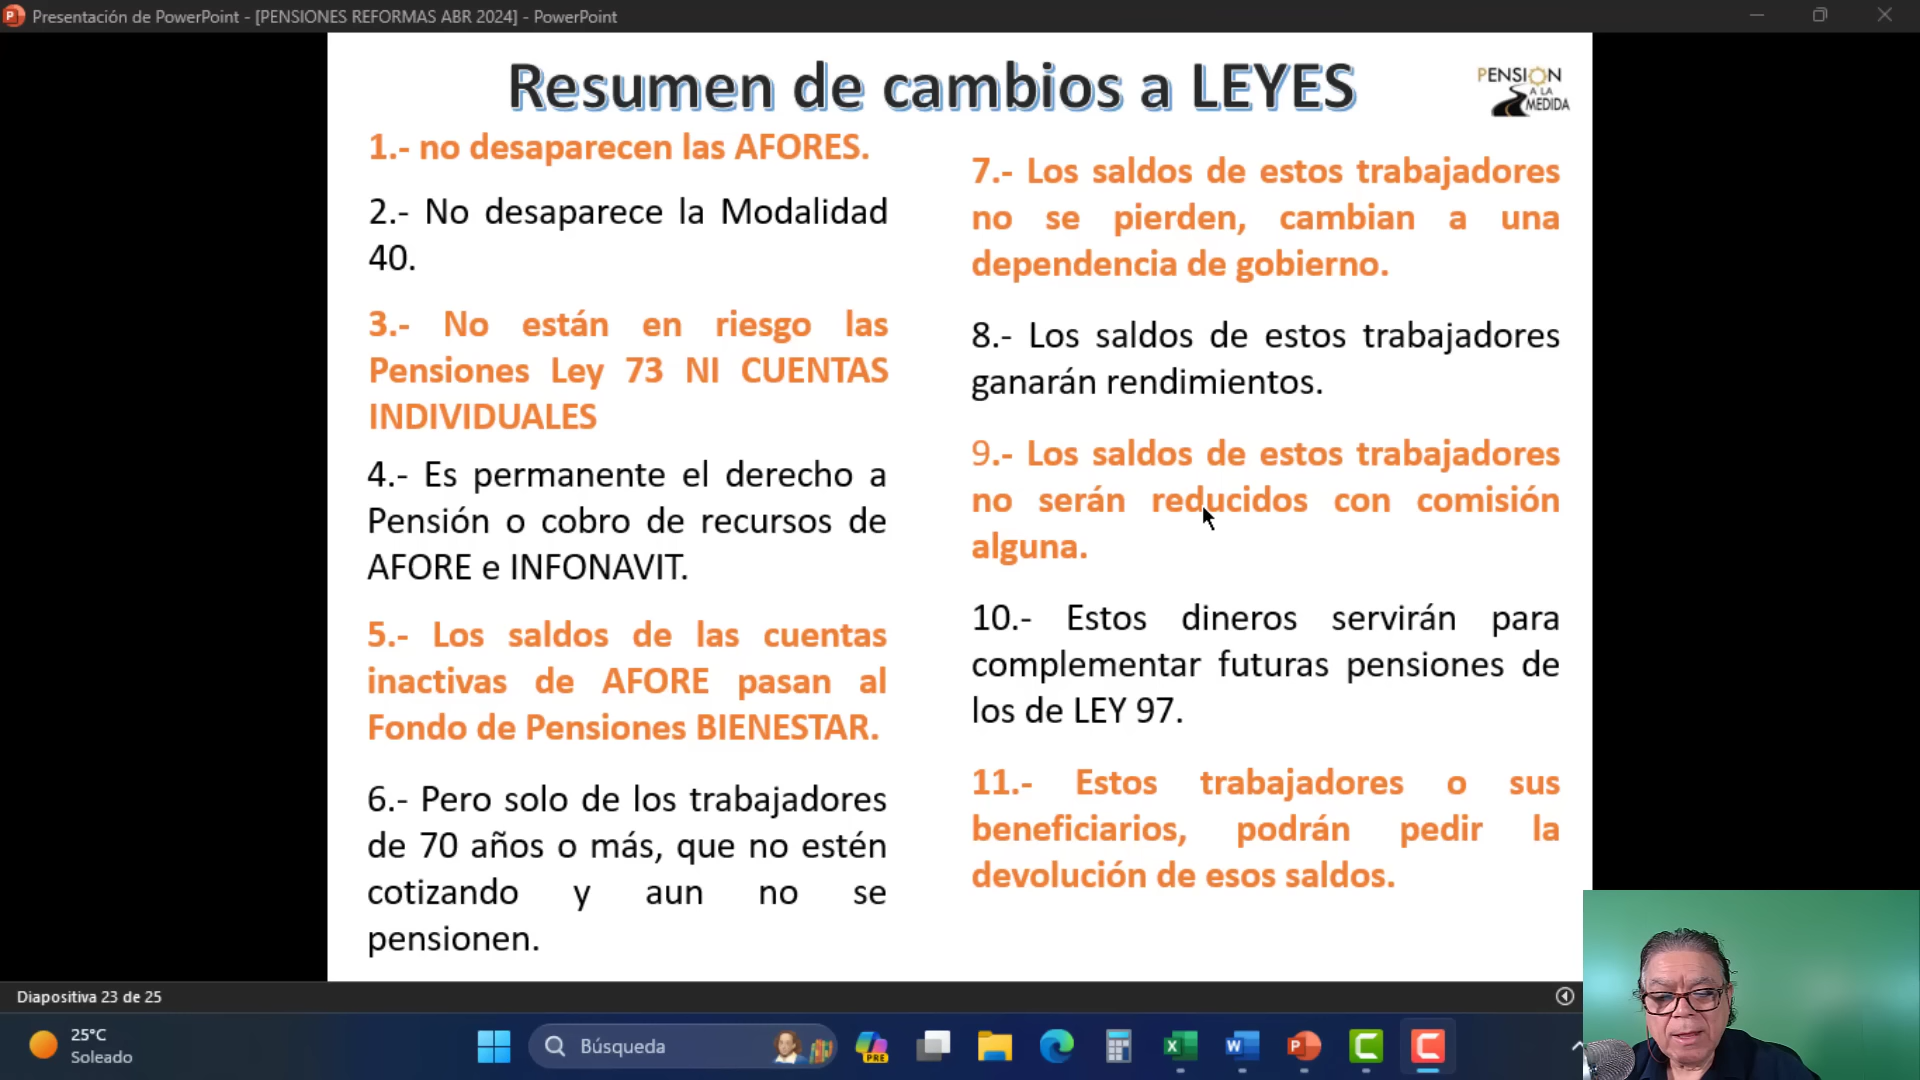 Presentación de PowerPoint - [PENSIONES REFORMAS ABR 2024] - PowerPoint
Resumen de cambios a LEYES
PENSION
A LA
MEDIDA
1.- no desaparecen las AFORES.
2.- No desaparece la Modalidad
40.
3.- No están en riesgo las
Pensiones Ley 73 NI CUENTAS
INDIVIDUALES
4.- Es permanente el derecho a
Pensión o cobro de recursos de
AFORE e INFONAVIT.
5.- Los saldos de las cuentas
inactivas de AFORE pasan al
Fondo de Pensiones BIENESTAR.
6.- Pero solo de los trabajadores
de 70 años o más, que no estén
cotizando y aun no se
pensionen.
7.- Los saldos de estos trabajadores
no se pierden, cambian a una
dependencia de gobierno.
8.- Los saldos de estos trabajadores
ganarán rendimientos.
9.- Los saldos de estos trabajadores
no serán reducidos con comisión
alguna.
10.- Estos dineros servirán para
complementar futuras pensiones de
los de LEY 97.
11.- Estos trabajadores o sus
beneficiarios, podrán pedir la
devolución de esos saldos.
Diapositiva 23 de 25
25°C
Soleado
Búsqueda
PRE